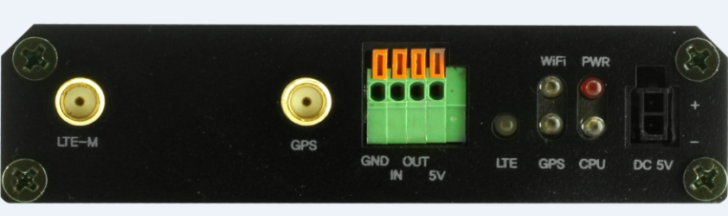 WiFi PWR
LTE-M
GPS
GND OUT
IN 5V
LTE GPS CPU
DC 5V
+
−